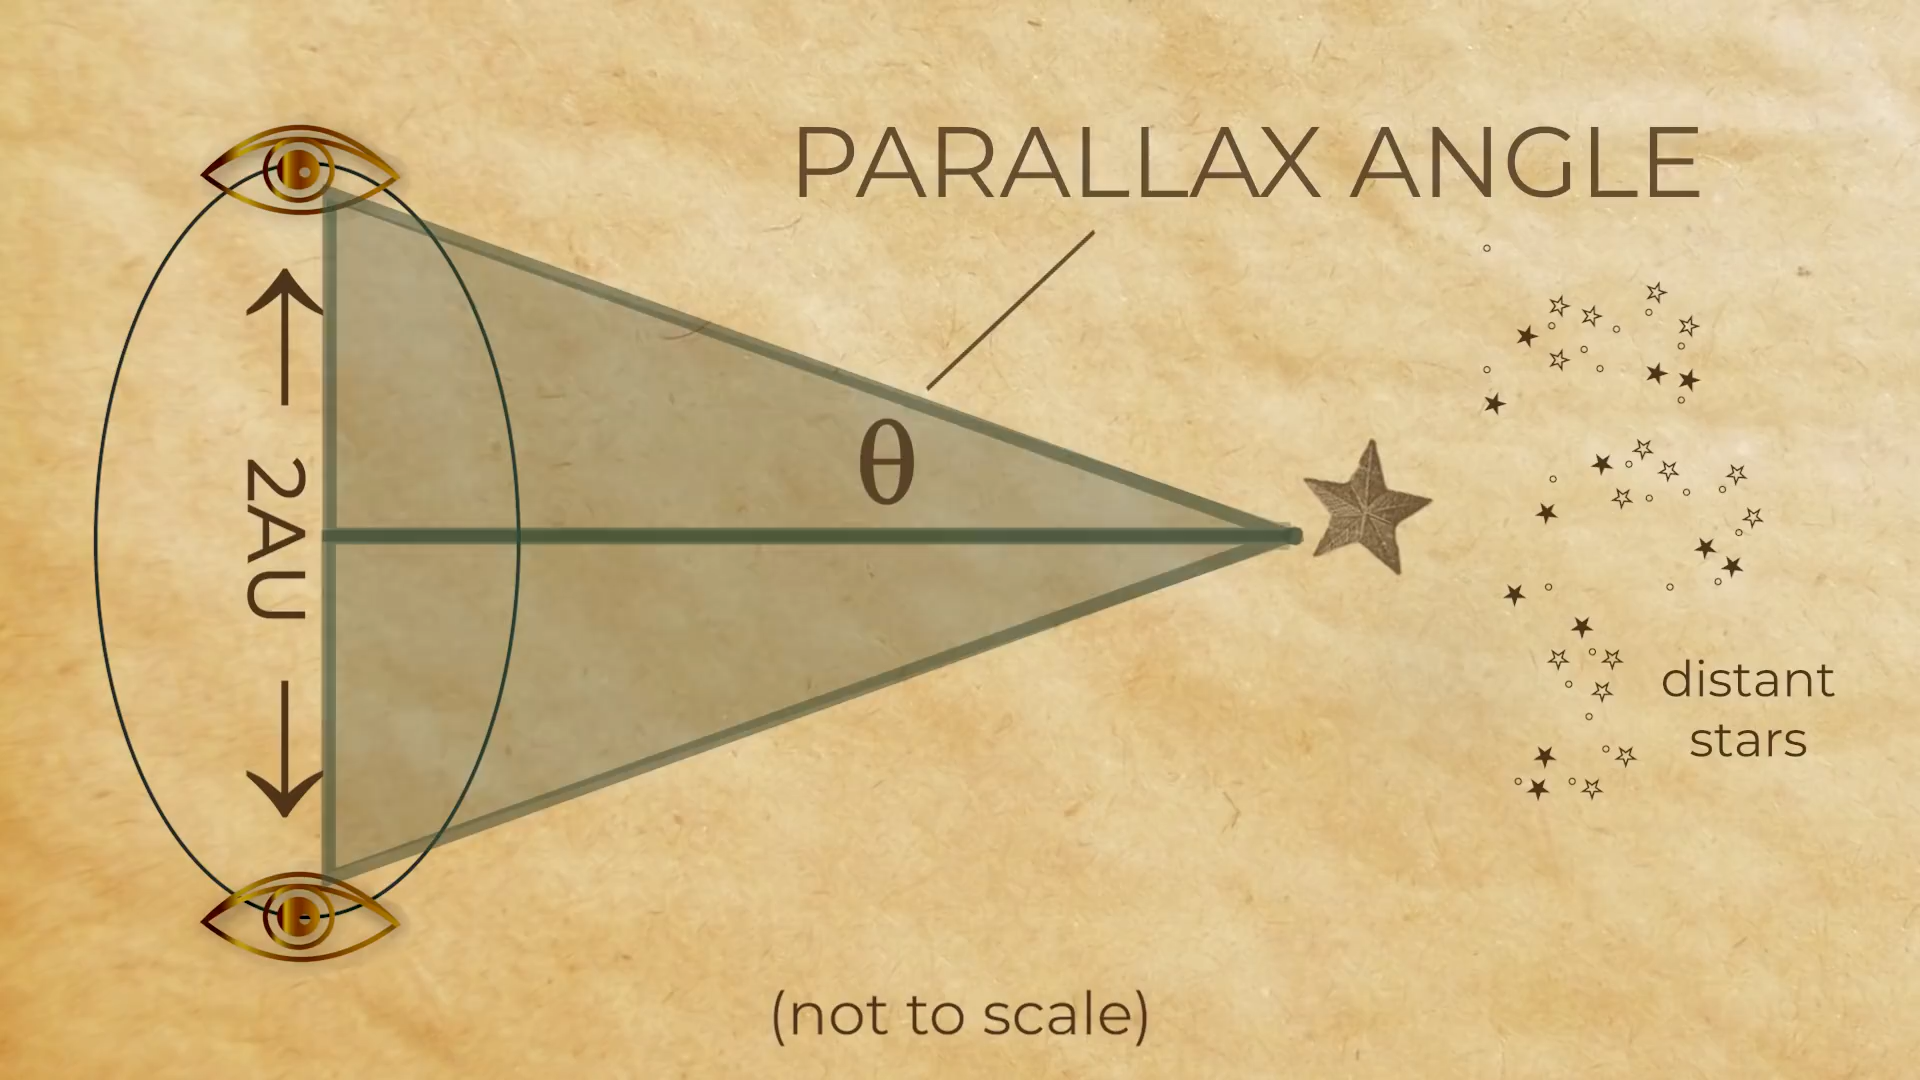 PARALLAX ANGLE
2AU
θ
distant
stars
(not to scale)